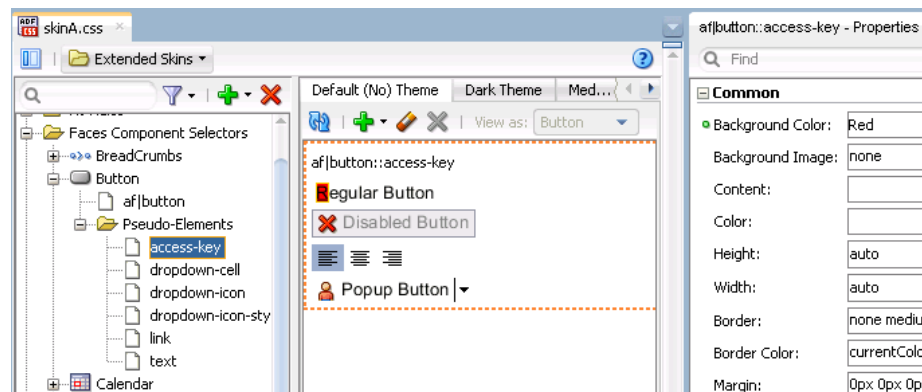 ADF CSS skinA.css
af|button::access-key - Properties
Extended Skins
Find
Default (No) Theme Dark Theme Med...
Common
Faces Component Selectors
View as: Button
Background Color: Red
BreadCrumbs
af|button::access-key
Background Image: none
Button
Regular Button
Content:
af|button
Color:
Pseudo-Elements
Disabled Button
access-key
Height: auto
dropdown-cell
dropdown-icon
Popup Button
Width: auto
dropdown-icon-sty
Border: none mediu
link
Border Color: currentColo
text
Calendar
Margin: 0px 0px 0p